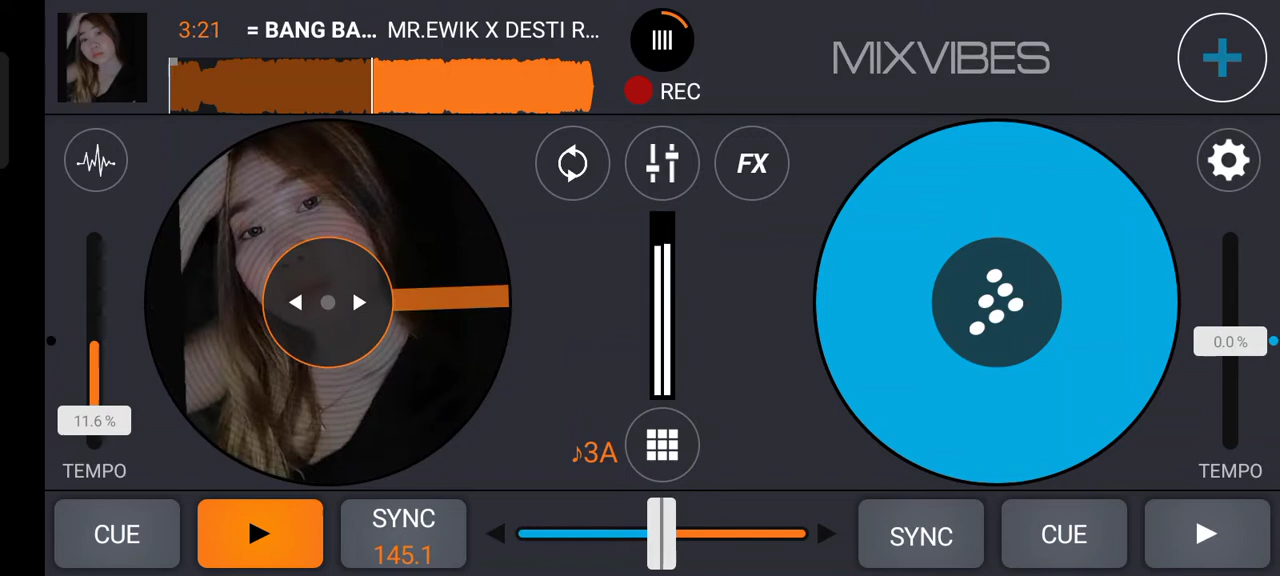 3:21 = BANG BA... MR.EWIK X DESTI R...
REC
MIXVIBES
FX
11.6 %
TEMPO
♪3A
0.0 %
TEMPO
CUE
SYNC
145.1
SYNC
CUE